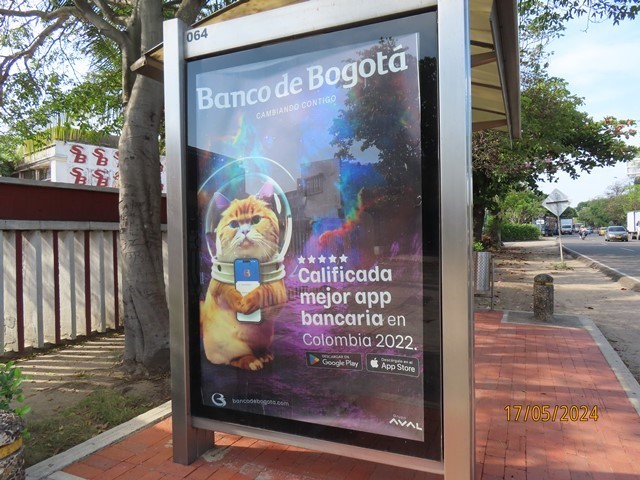 064
Banco de Bogotá
CAMBIANDO CONTIGO
Calificada
mejor app
bancaria en
Colombia 2022.
Google Play
App Store
bancodebogota.com
AVAL
17/05/2024